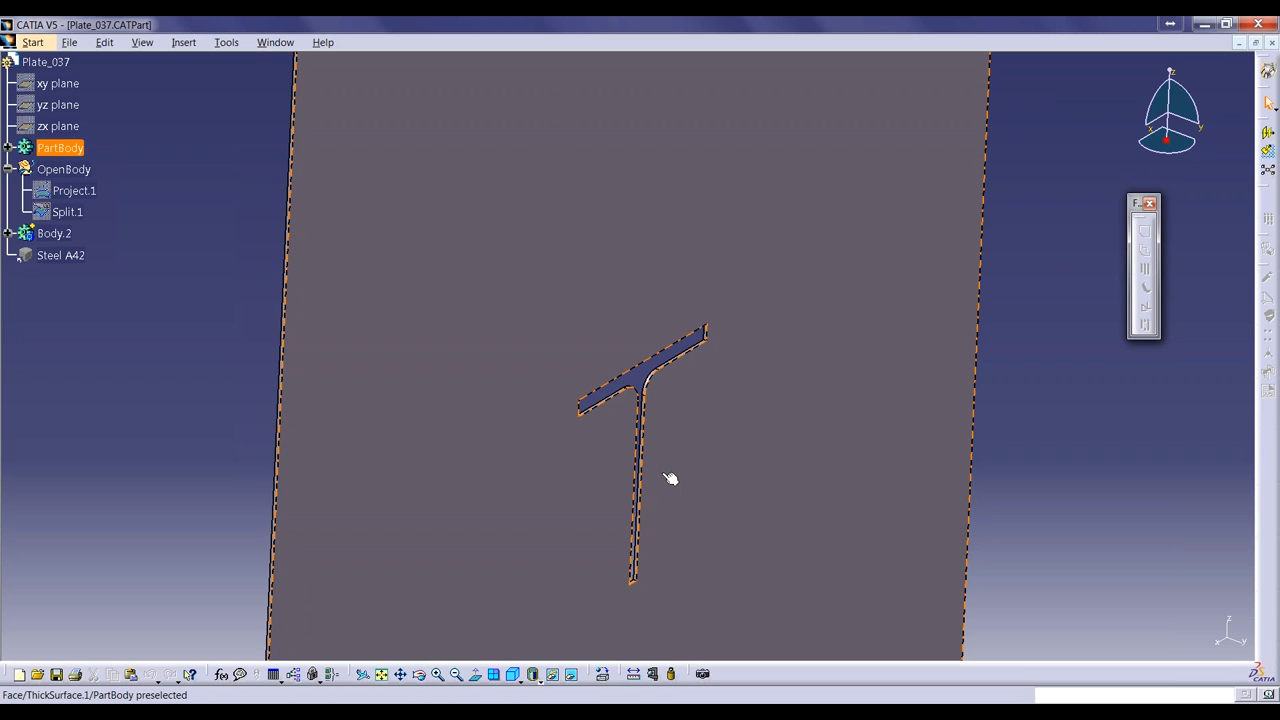 CATIA V5 - [Plate_037.CATPart]
Start File Edit View Insert Tools Window Help
Plate_037
xy plane
yz plane
zx plane
PartBody
OpenBody
Project.1
Split.1
Body.2
Steel A42
z
x y
F...
z
x y
f(x)
CATIA
Face/ThickSurface.1/PartBody preselected